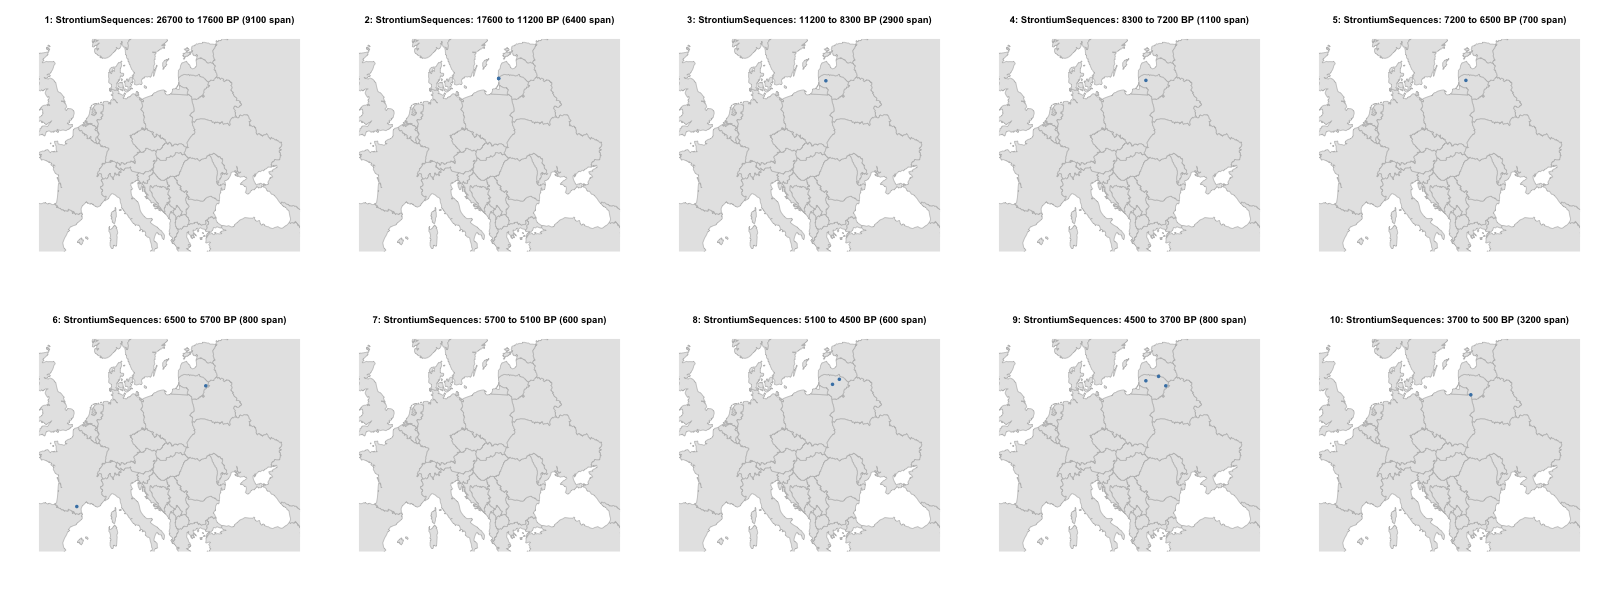 1: StrontiumSequences: 26700 to 17600 BP (9100 span)
2: StrontiumSequences: 17600 to 11200 BP (6400 span)
3: StrontiumSequences: 11200 to 8300 BP (2900 span)
4: StrontiumSequences: 8300 to 7200 BP (1100 span)
5: StrontiumSequences: 7200 to 6500 BP (700 span)
6: StrontiumSequences: 6500 to 5700 BP (800 span)
7: StrontiumSequences: 5700 to 5100 BP (600 span)
8: StrontiumSequences: 5100 to 4500 BP (600 span)
9: StrontiumSequences: 4500 to 3700 BP (800 span)
10: StrontiumSequences: 3700 to 500 BP (3200 span)